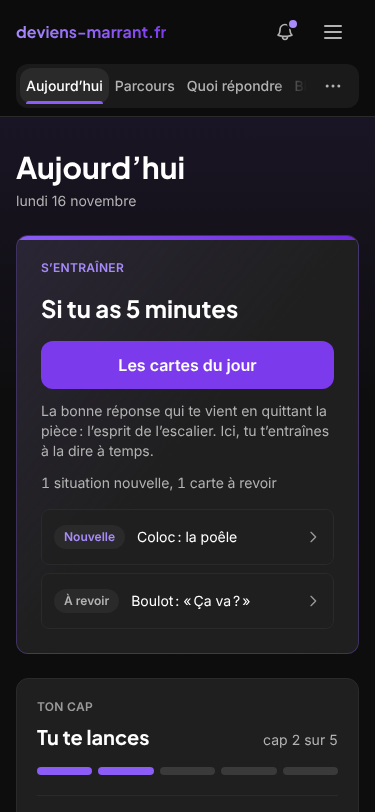 deviens-marrant.fr
Aujourd’hui Parcours Quoi répondre
Aujourd’hui
lundi 16 novembre
S’ENTRAÎNER
Si tu as 5 minutes
Les cartes du jour
La bonne réponse qui te vient en quittant la
pièce : l’esprit de l’escalier. Ici, tu t’entraînes
à la dire à temps.
1 situation nouvelle, 1 carte à revoir
Nouvelle Coloc : la poêle
À revoir Boulot : « Ça va ? »
TON CAP
Tu te lances cap 2 sur 5